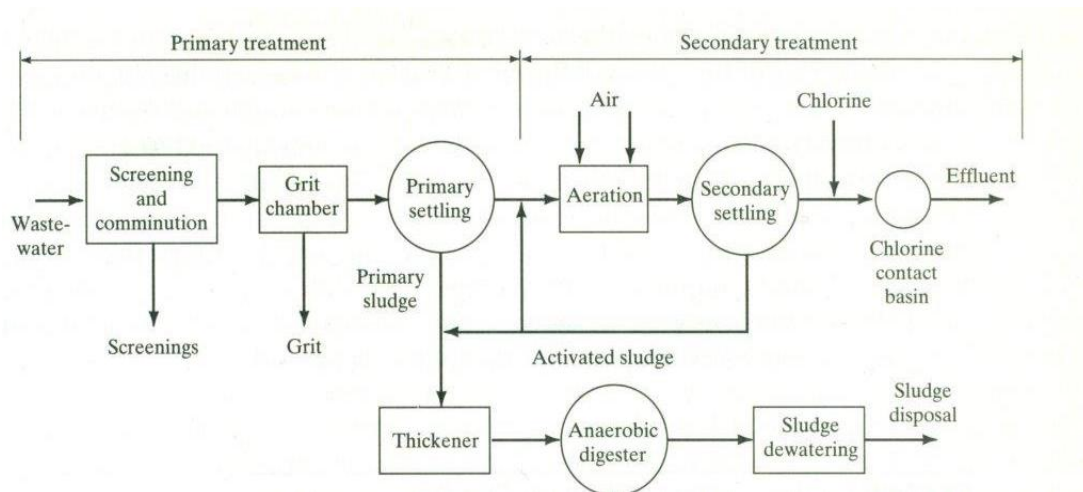 Primary treatment
Secondary treatment
Air
Chlorine
Screening
and
comminution
Grit
chamber
Primary
settling
Aeration
Secondary
settling
Effluent
Waste-
water
Chlorine
contact
basin
Primary
sludge
Screenings
Grit
Activated sludge
Thickener
Anaerobic
digester
Sludge
dewatering
Sludge
disposal